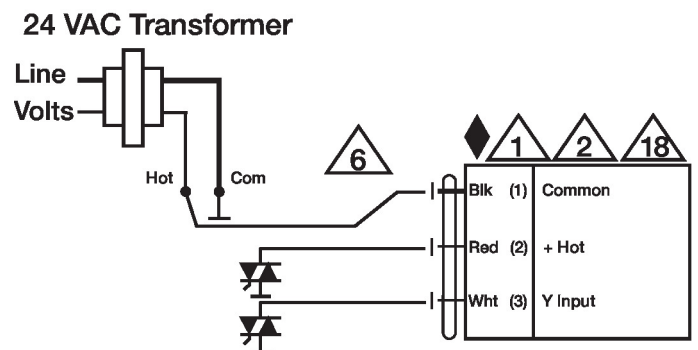 24 VAC Transformer
Line
Volts
Hot
Com
6
1
2
18
Blk (1) Common
Red (2) + Hot
Wht (3) Y Input